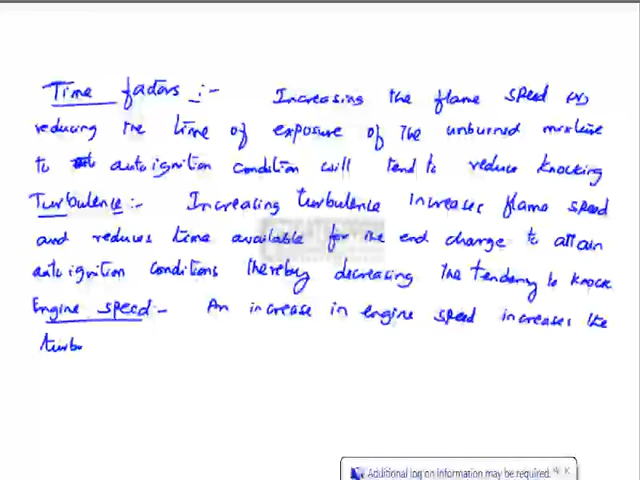 Time factors :- Increasing the flame speed or
reducing the time of exposure of the unburned mixture
to autoignition condition will tend to reduce knocking
Turbulence :- Increasing turbulence increases flame speed
and reduces time available for the end charge to attain
autoignition conditions thereby decreasing the tendency to knock
Engine speed - An increase in engine speed increases the
turbu
Additional log on information may be required.